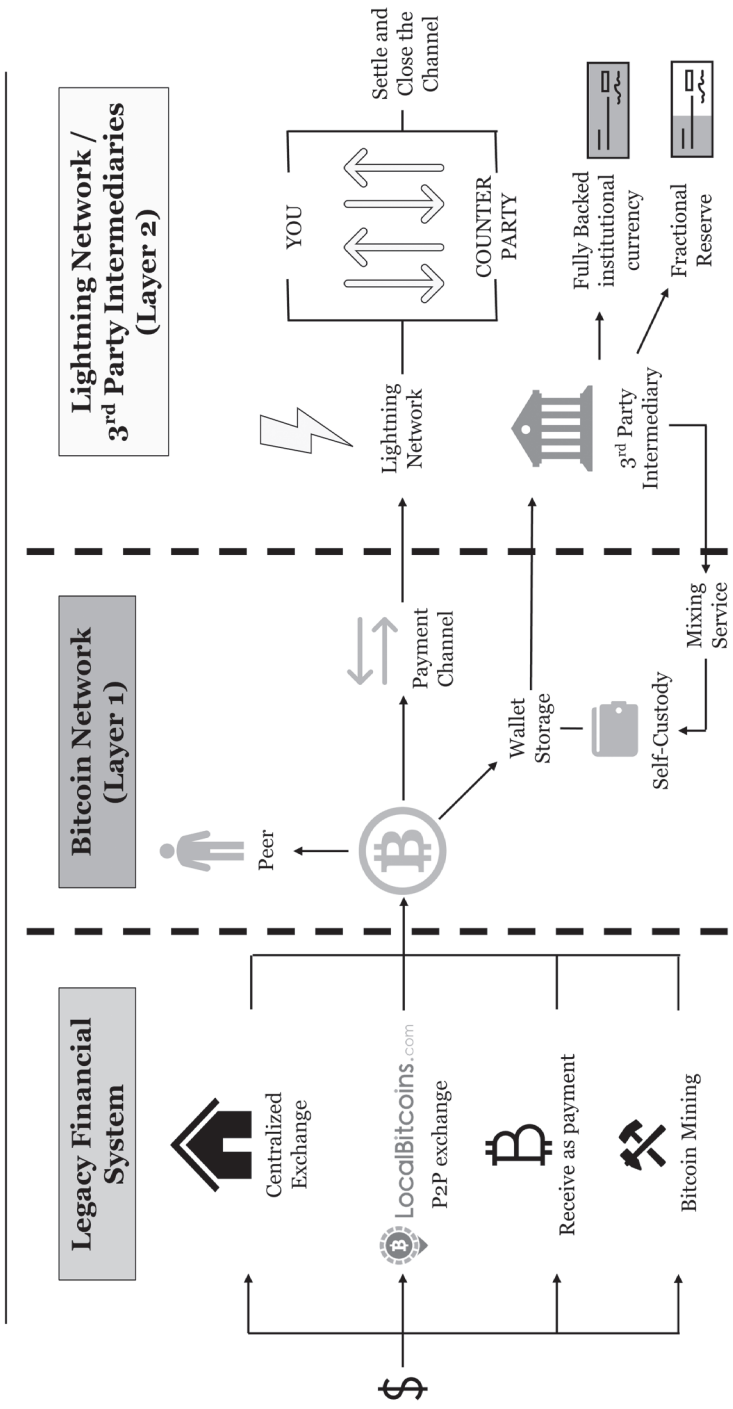 Legacy Financial
System
Bitcoin Network
(Layer 1)
Lightning Network /
3rd Party Intermediaries
(Layer 2)
$
Centralized
Exchange
LocalBitcoins.com
P2P exchange
Receive as payment
Bitcoin Mining
Peer
Payment
Channel
Wallet
Storage
Self-Custody
Mixing
Service
Lightning
Network
YOU
COUNTER
PARTY
Settle and
Close the
Channel
3rd Party
Intermediary
Fully Backed
institutional
currency
Fractional
Reserve